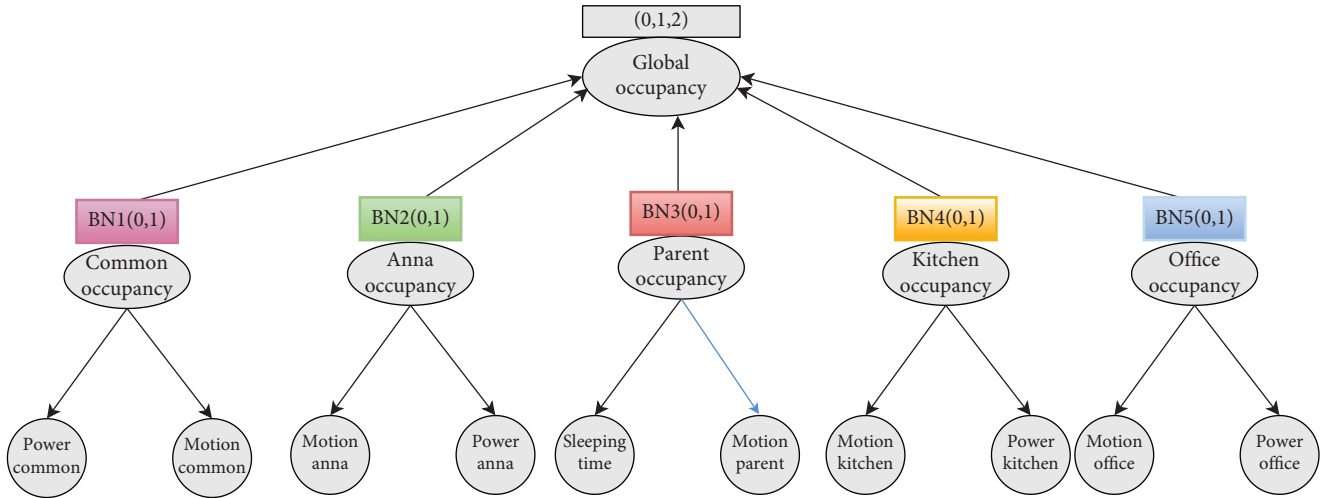 (0,1,2)
Global
occupancy
BN1(0,1)
BN2(0,1)
BN3(0,1)
BN4(0,1)
BN5(0,1)
Common
occupancy
Anna
occupancy
Parent
occupancy
Kitchen
occupancy
Office
occupancy
Power
common
Motion
common
Motion
anna
Power
anna
Sleeping
time
Motion
parent
Motion
kitchen
Power
kitchen
Motion
office
Power
office